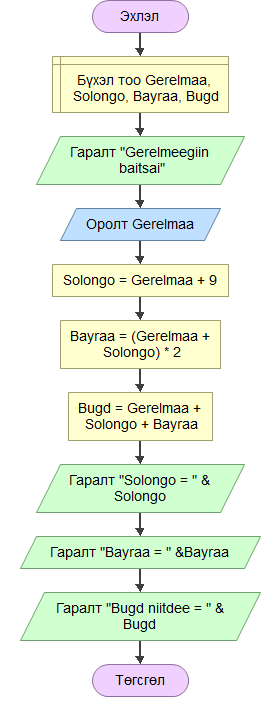 Эхлэл
Бүхэл тоо Gerelmaa,
Solongo, Bayraa, Bugd
Гаралт "Gerelmeegiin
baitsai"
Оролт Gerelmaa
Solongo = Gerelmaa + 9
Bayraa = (Gerelmaa +
Solongo) * 2
Bugd = Gerelmaa +
Solongo + Bayraa
Гаралт "Solongo = " &
Solongo
Гаралт "Bayraa = " &Bayraa
Гаралт "Bugd niitdee = " &
Bugd
Төгсгөл